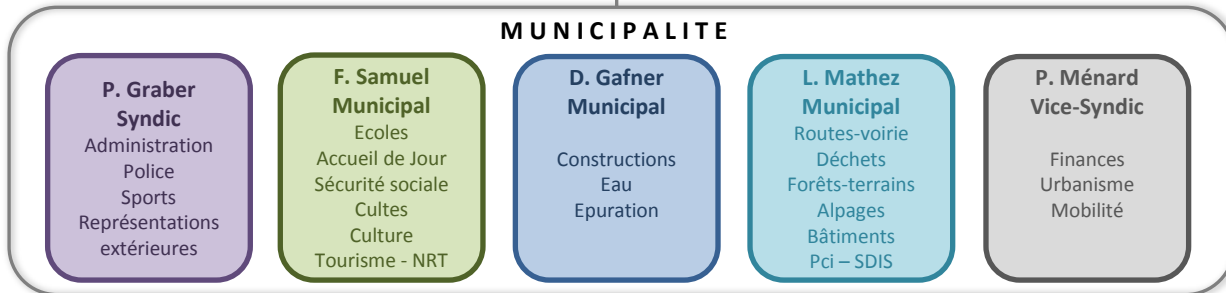 MUNICIPALITE
P. Graber
Syndic
Administration
Police
Sports
Représentations
extérieures
F. Samuel
Municipal
Ecoles
Accueil de Jour
Sécurité sociale
Cultes
Culture
Tourisme - NRT
D. Gafner
Municipal
Constructions
Eau
Epuration
L. Mathez
Municipal
Routes-voirie
Déchets
Forêts-terrains
Alpages
Bâtiments
Pci – SDIS
P. Ménard
Vice-Syndic
Finances
Urbanisme
Mobilité